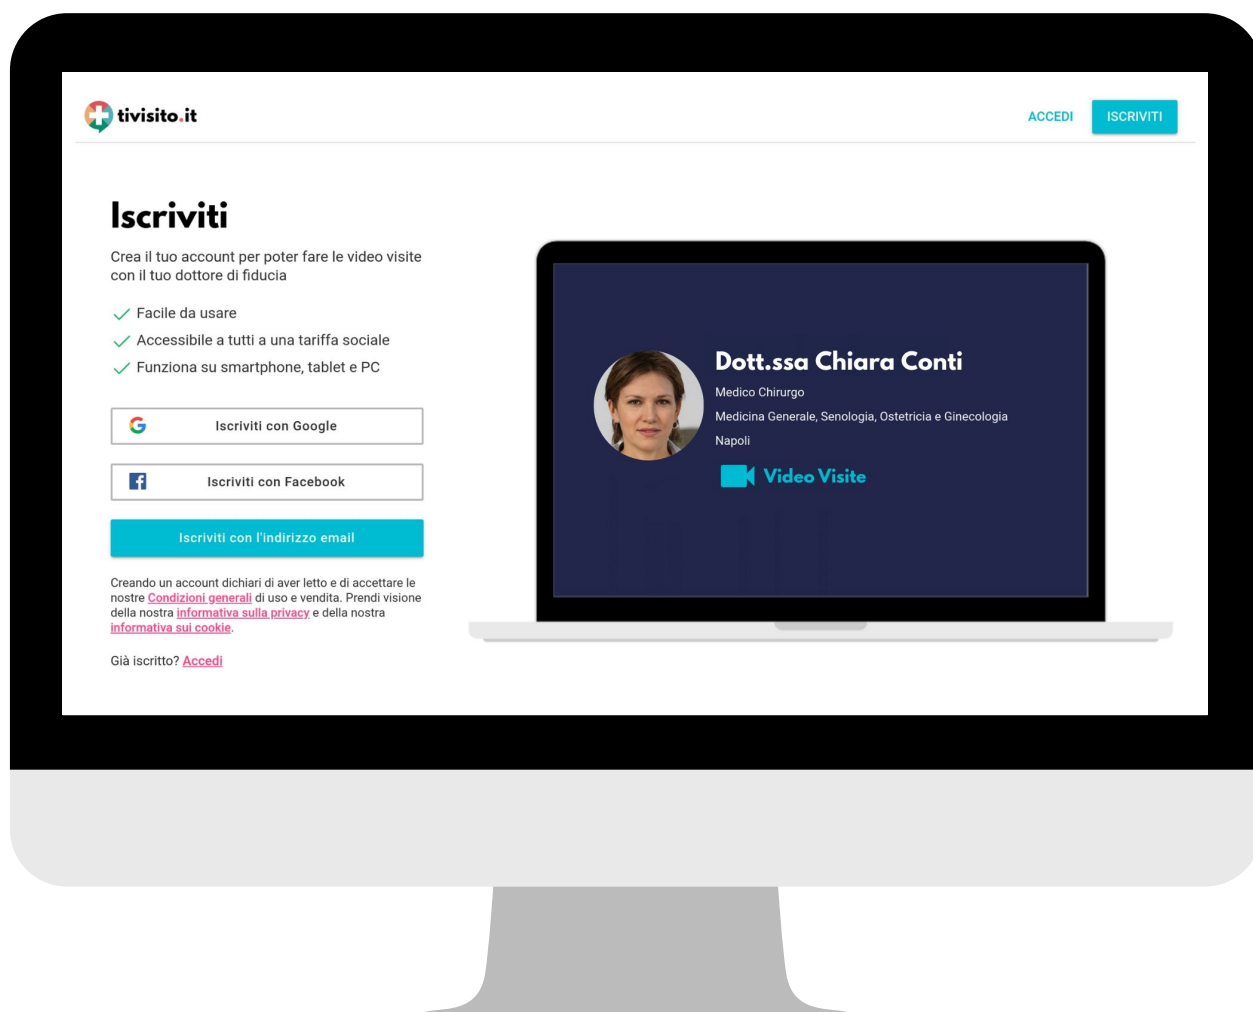 tivisito.it
ACCEDI
ISCRIVITI
Iscriviti
Crea il tuo account per poter fare le video visite
con il tuo dottore di fiducia
Facile da usare
Accessibile a tutti a una tariffa sociale
Funziona su smartphone, tablet e PC
Iscriviti con Google
Iscriviti con Facebook
Iscriviti con l'indirizzo email
Creando un account dichiari di aver letto e di accettare le
nostre Condizioni generali di uso e vendita. Prendi visione
della nostra informativa sulla privacy e della nostra
informativa sui cookie.
Già iscritto? Accedi
Dott.ssa Chiara Conti
Medico Chirurgo
Medicina Generale, Senologia, Ostetricia e Ginecologia
Napoli
Video Visite